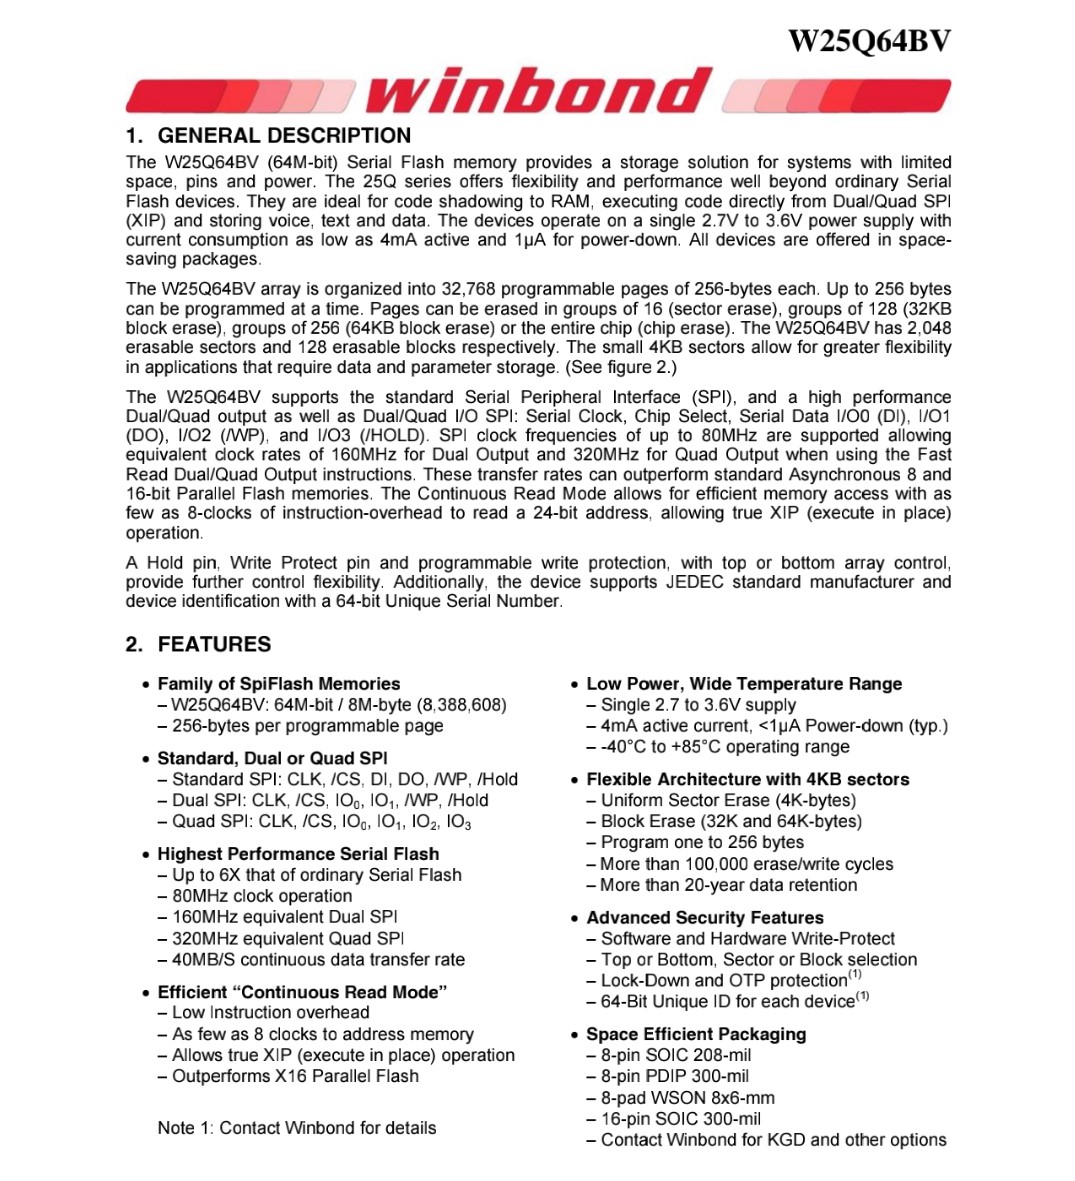 W25Q64BV
winbond
1. GENERAL DESCRIPTION
The W25Q64BV (64M-bit) Serial Flash memory provides a storage solution for systems with limited
space, pins and power. The 25Q series offers flexibility and performance well beyond ordinary Serial
Flash devices. They are ideal for code shadowing to RAM, executing code directly from Dual/Quad SPI
(XIP) and storing voice, text and data. The devices operate on a single 2.7V to 3.6V power supply with
current consumption as low as 4mA active and 1µA for power-down. All devices are offered in space-
saving packages.
The W25Q64BV array is organized into 32,768 programmable pages of 256-bytes each. Up to 256 bytes
can be programmed at a time. Pages can be erased in groups of 16 (sector erase), groups of 128 (32KB
block erase), groups of 256 (64KB block erase) or the entire chip (chip erase). The W25Q64BV has 2,048
erasable sectors and 128 erasable blocks respectively. The small 4KB sectors allow for greater flexibility
in applications that require data and parameter storage. (See figure 2.)
The W25Q64BV supports the standard Serial Peripheral Interface (SPI), and a high performance
Dual/Quad output as well as Dual/Quad I/O SPI: Serial Clock, Chip Select, Serial Data I/O0 (DI), I/O1
(DO), I/O2 (/WP), and I/O3 (/HOLD). SPI clock frequencies of up to 80MHz are supported allowing
equivalent clock rates of 160MHz for Dual Output and 320MHz for Quad Output when using the Fast
Read Dual/Quad Output instructions. These transfer rates can outperform standard Asynchronous 8 and
16-bit Parallel Flash memories. The Continuous Read Mode allows for efficient memory access with as
few as 8-clocks of instruction-overhead to read a 24-bit address, allowing true XIP (execute in place)
operation.
A Hold pin, Write Protect pin and programmable write protection, with top or bottom array control,
provide further control flexibility. Additionally, the device supports JEDEC standard manufacturer and
device identification with a 64-bit Unique Serial Number.
2. FEATURES
• Family of SpiFlash Memories
– W25Q64BV: 64M-bit / 8M-byte (8,388,608)
– 256-bytes per programmable page
• Standard, Dual or Quad SPI
– Standard SPI: CLK, /CS, DI, DO, /WP, /Hold
– Dual SPI: CLK, /CS, IO₀, IO₁, /WP, /Hold
– Quad SPI: CLK, /CS, IO₀, IO₁, IO₂, IO₃
• Highest Performance Serial Flash
– Up to 6X that of ordinary Serial Flash
– 80MHz clock operation
– 160MHz equivalent Dual SPI
– 320MHz equivalent Quad SPI
– 40MB/S continuous data transfer rate
• Efficient “Continuous Read Mode”
– Low Instruction overhead
– As few as 8 clocks to address memory
– Allows true XIP (execute in place) operation
– Outperforms X16 Parallel Flash
Note 1: Contact Winbond for details
• Low Power, Wide Temperature Range
– Single 2.7 to 3.6V supply
– 4mA active current, <1µA Power-down (typ.)
– -40°C to +85°C operating range
• Flexible Architecture with 4KB sectors
– Uniform Sector Erase (4K-bytes)
– Block Erase (32K and 64K-bytes)
– Program one to 256 bytes
– More than 100,000 erase/write cycles
– More than 20-year data retention
• Advanced Security Features
– Software and Hardware Write-Protect
– Top or Bottom, Sector or Block selection
– Lock-Down and OTP protection⁽¹⁾
– 64-Bit Unique ID for each device⁽¹⁾
• Space Efficient Packaging
– 8-pin SOIC 208-mil
– 8-pin PDIP 300-mil
– 8-pad WSON 8x6-mm
– 16-pin SOIC 300-mil
– Contact Winbond for KGD and other options